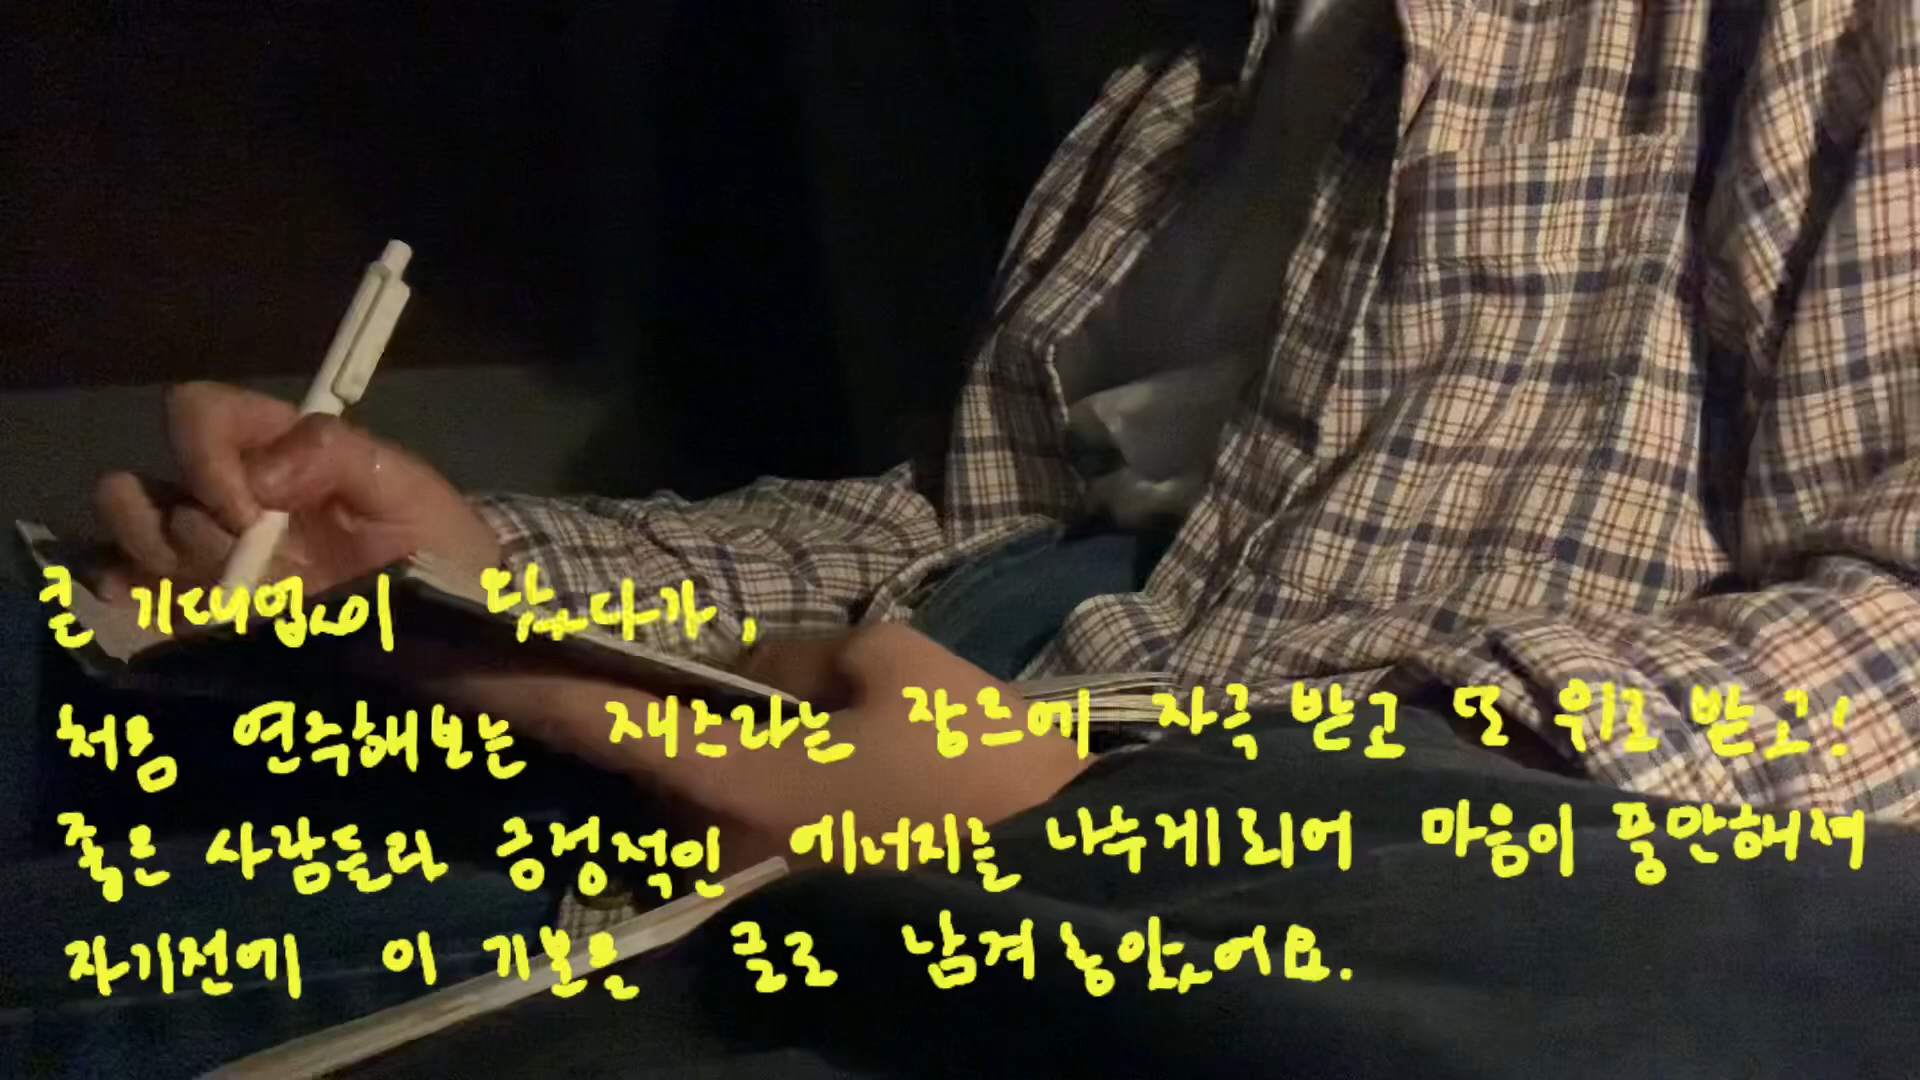 큰 기대없이 갔다가,
처음 연주해보는 재즈라는 장르에 자극 받고 또 위로 받고!
좋은 사람들과 긍정적인 에너지를 나누게 되어 마음이 풍만해져
자기전에 이 기분을 글로 남겨놓았어요.